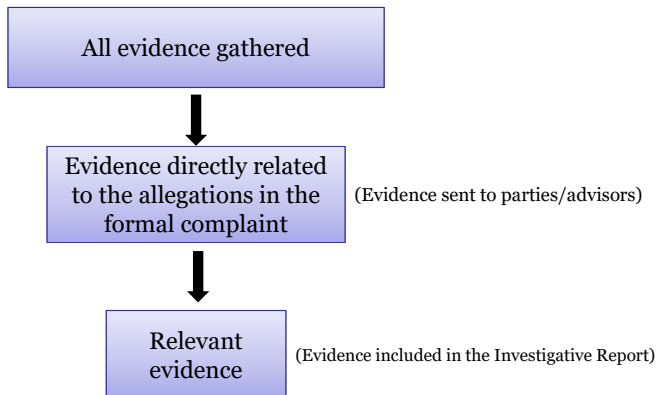 All evidence gathered
Evidence directly related
to the allegations in the
formal complaint
(Evidence sent to parties/advisors)
Relevant
evidence
(Evidence included in the Investigative Report)